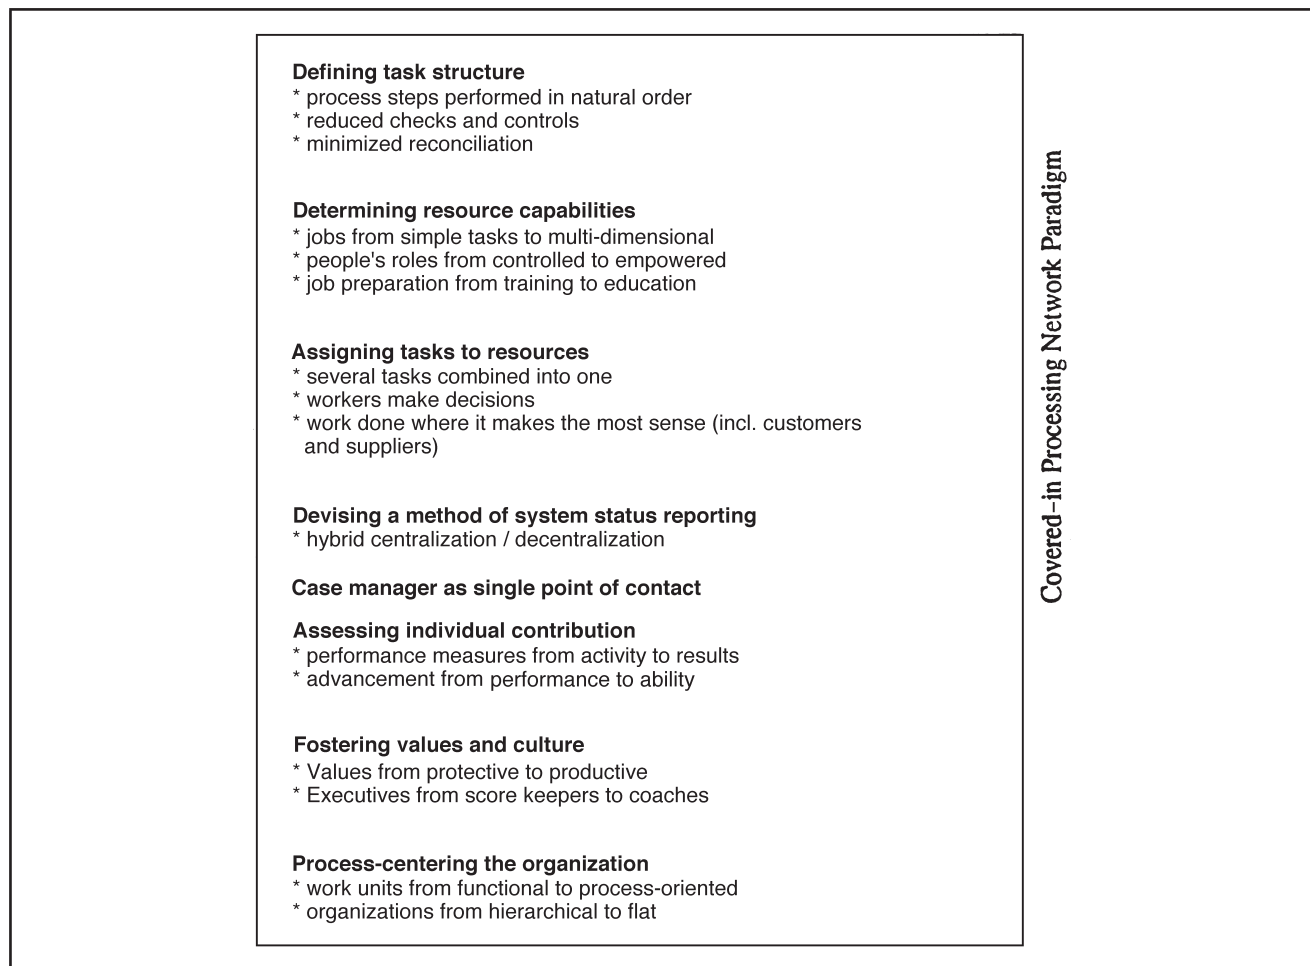 Defining task structure
* process steps performed in natural order
* reduced checks and controls
* minimized reconciliation
Determining resource capabilities
* jobs from simple tasks to multi-dimensional
* people's roles from controlled to empowered
* job preparation from training to education
Assigning tasks to resources
* several tasks combined into one
* workers make decisions
* work done where it makes the most sense (incl. customers
and suppliers)
Devising a method of system status reporting
* hybrid centralization / decentralization
Case manager as single point of contact
Assessing individual contribution
* performance measures from activity to results
* advancement from performance to ability
Fostering values and culture
* Values from protective to productive
* Executives from score keepers to coaches
Process-centering the organization
* work units from functional to process-oriented
* organizations from hierarchical to flat
Covered-in Processing Network Paradigm